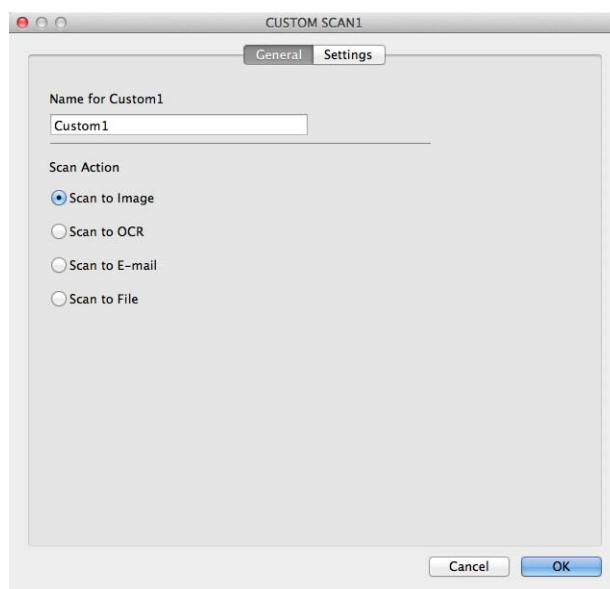 CUSTOM SCAN1
General Settings
Name for Custom1
Custom1
Scan Action
Scan to Image
Scan to OCR
Scan to E-mail
Scan to File
Cancel OK